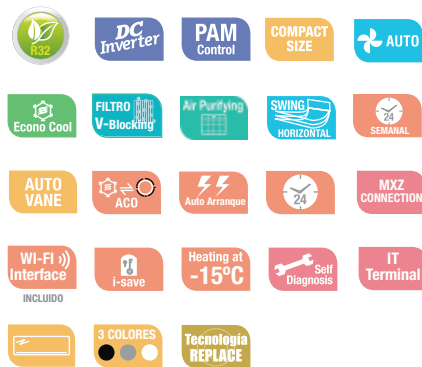 R32
DC
Inverter
PAM
Control
COMPACT
SIZE
AUTO
Econo Cool
FILTRO
V-Blocking
Air Purifying
SWING
HORIZONTAL
24
SEMANAL
AUTO
VANE
ACO
Auto Arranque
24
MXZ
CONNECTION
WI-FI
Interface
INCLUIDO
i-save
Heating at
-15ºC
Self
Diagnosis
IT
Terminal
3 COLORES
Tecnología
REPLACE